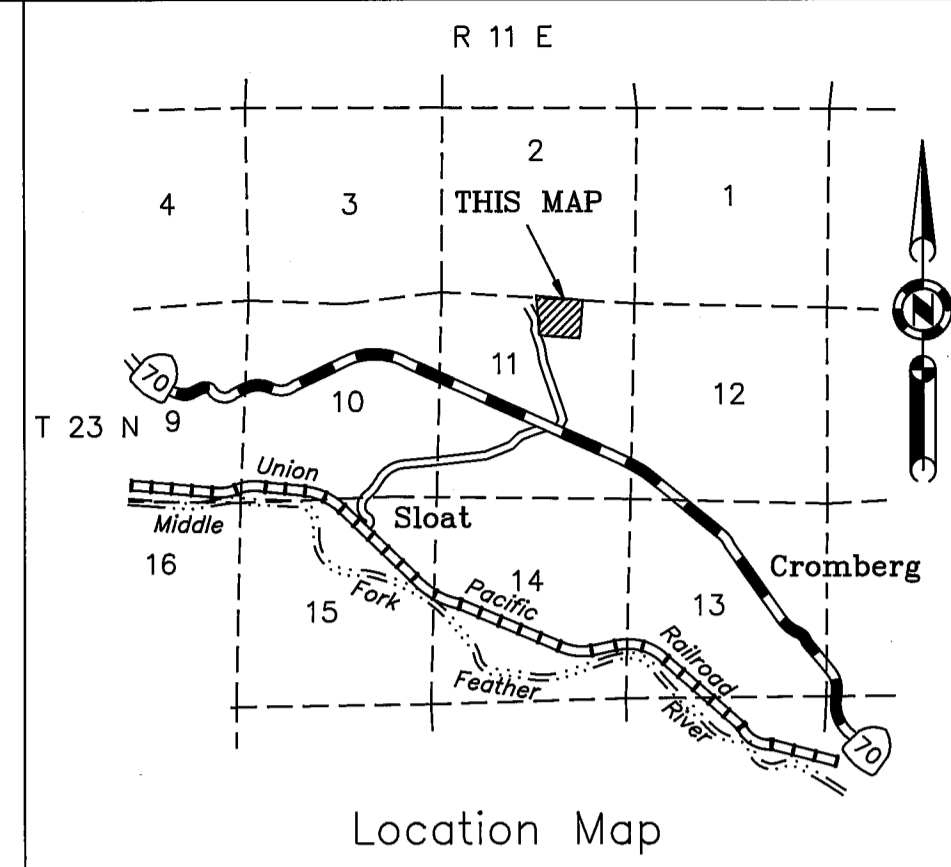 R 11 E
2
4 3 1
THIS MAP
N
11
70
10 12
T 23 N 9
Union
Sloat
Middle
16 Cromberg
14
Fork Pacific 13
15
Railroad
Feather
River
70
Location Map